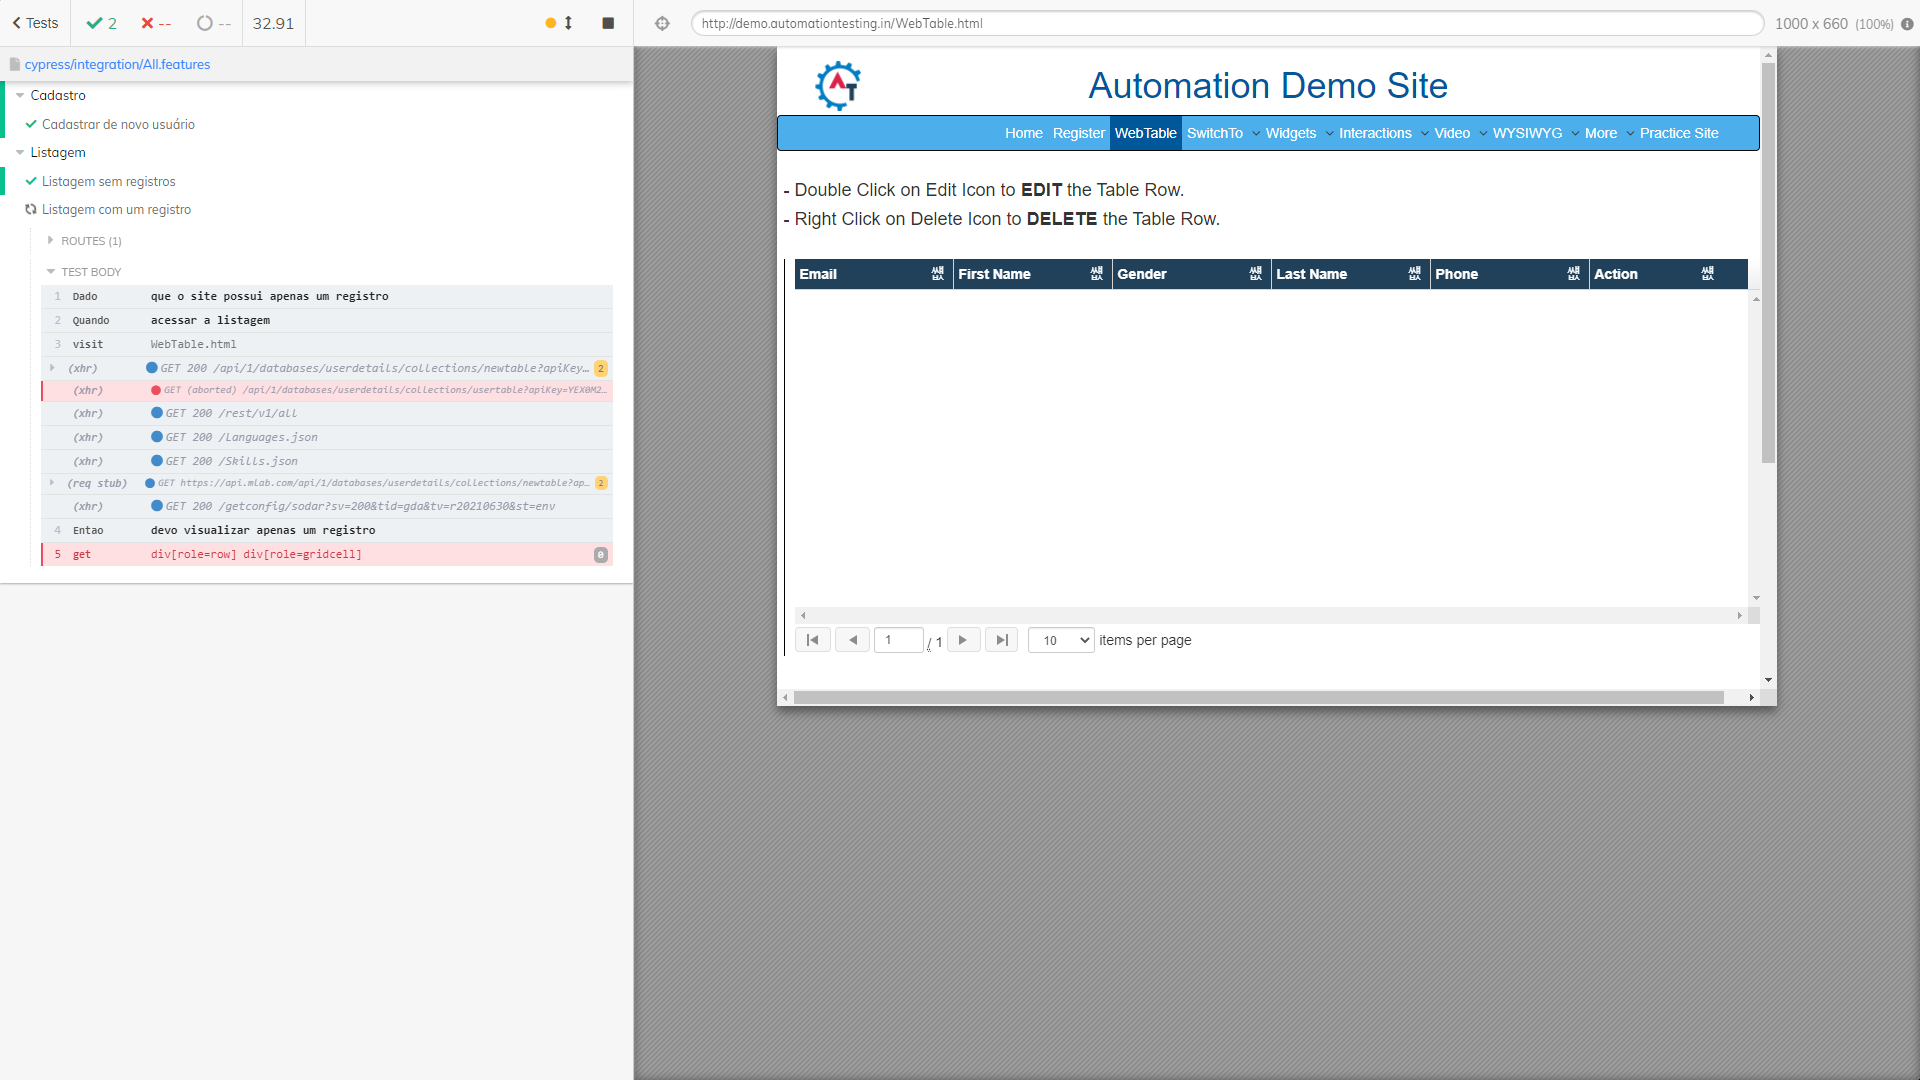 Tests
2
--
--
32.91
http://demo.automationtesting.in/WebTable.html
1000 x 660 (100%)
cypress/integration/All.features
Cadastro
Cadastrar de novo usuário
Listagem
Listagem sem registros
Listagem com um registro
ROUTES (1)
TEST BODY
1 Dado que o site possui apenas um registro
2 Quando acessar a listagem
3 visit WebTable.html
(xhr) GET 200 /api/1/databases/userdetails/collections/newtable?apiKey... 2
(xhr) GET (aborted) /api/1/databases/userdetails/collections/usertable?apiKey=YEX0M2...
(xhr) GET 200 /rest/v1/all
(xhr) GET 200 /Languages.json
(xhr) GET 200 /Skills.json
(req stub) GET https://api.mlab.com/api/1/databases/userdetails/collections/newtable?ap... 2
(xhr) GET 200 /getconfig/sodar?sv=200&tid=gda&tv=r20210630&st=env
4 Entao devo visualizar apenas um registro
5 get div[role=row] div[role=gridcell] 0
AT
Automation Demo Site
Home Register WebTable SwitchTo Widgets Interactions Video WYSIWYG More Practice Site
- Double Click on Edit Icon to EDIT the Table Row.
- Right Click on Delete Icon to DELETE the Table Row.
Email First Name Gender Last Name Phone Action
1 / 1 10 items per page